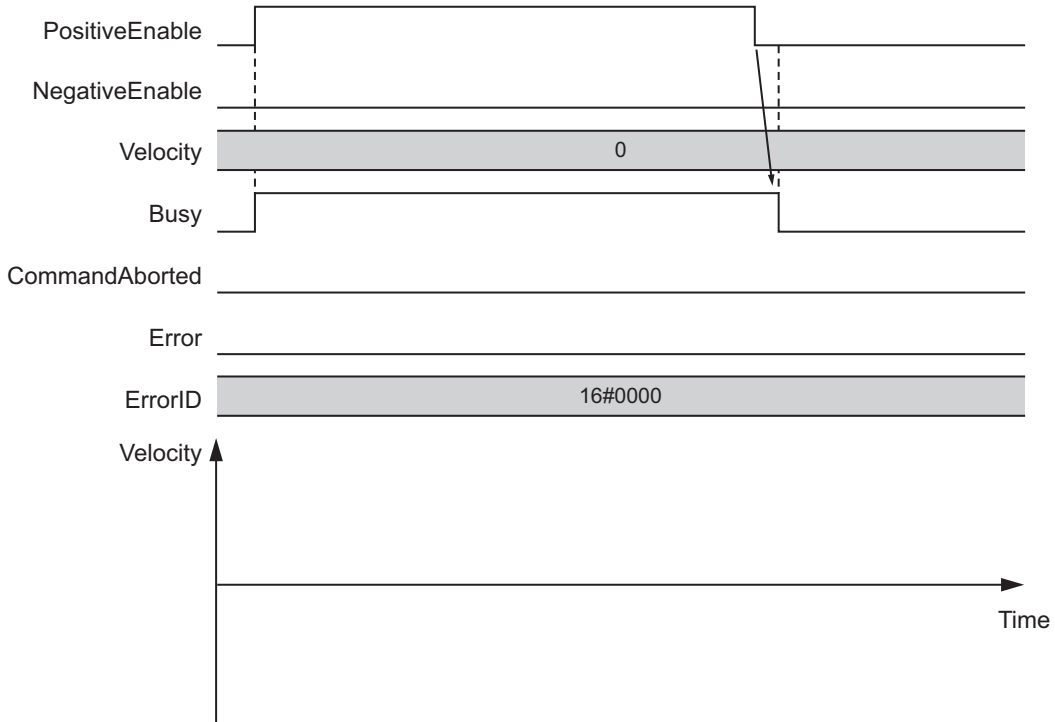 PositiveEnable
NegativeEnable
Velocity
0
Busy
CommandAborted
Error
ErrorID
16#0000
Velocity
Time